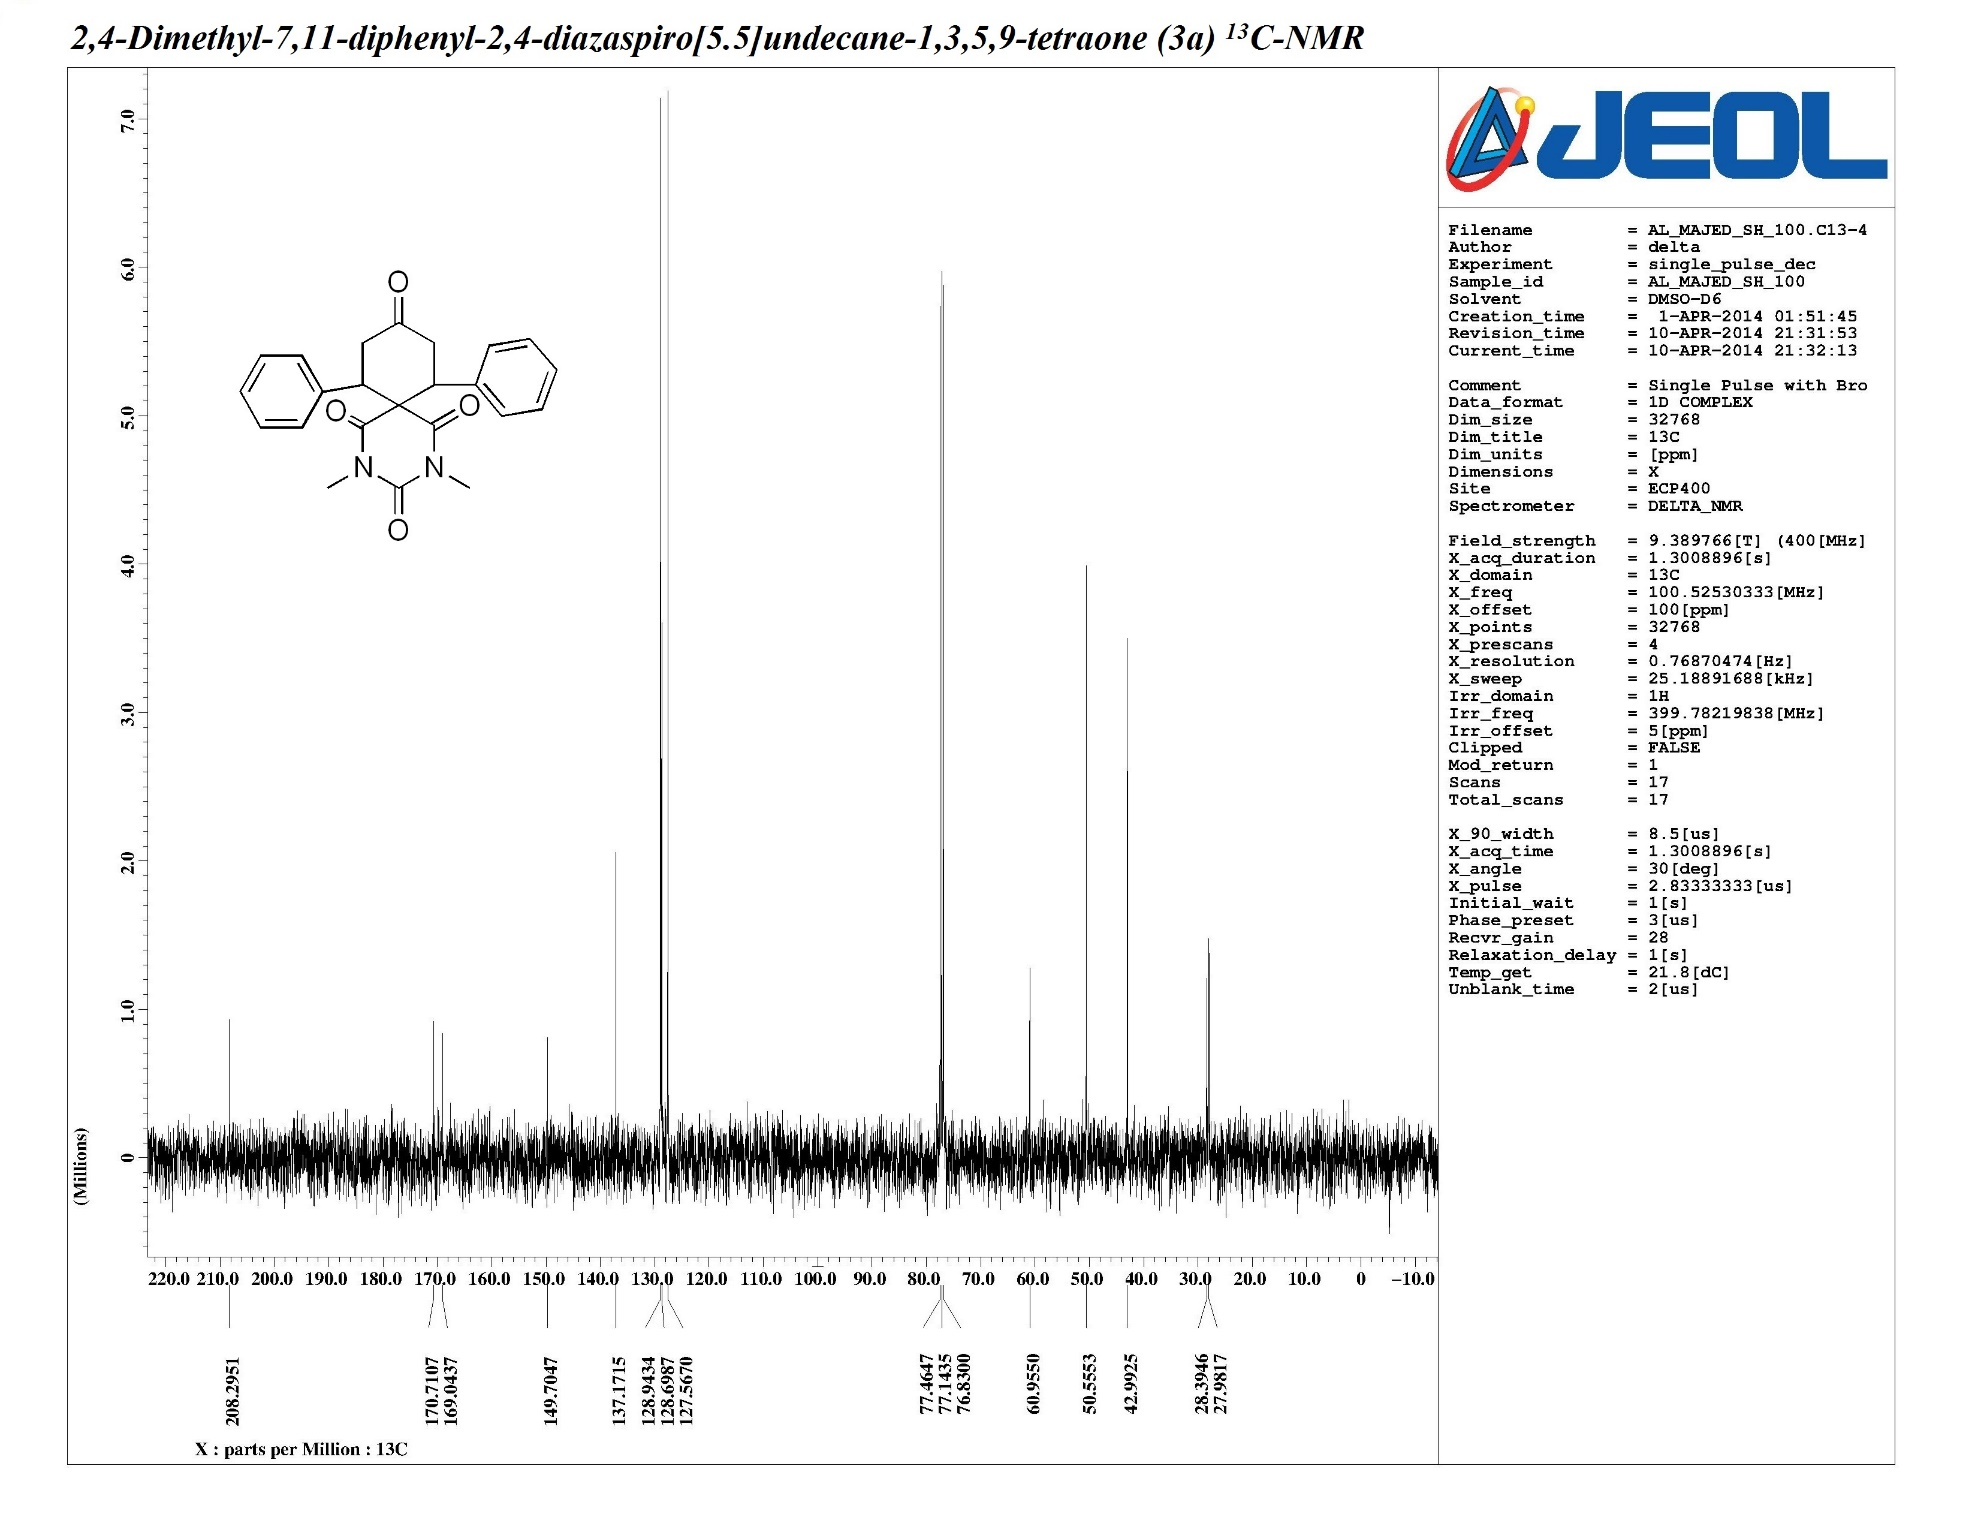 2,4-Dimethyl-7,11-diphenyl-2,4-diazaspiro[5.5]undecane-1,3,5,9-tetraone (3a) ¹³C-NMR
JEOL
7.0
6.0
5.0
4.0
3.0
2.0
1.0
0
(Millions)
O
O
O
N
N
O
220.0 210.0 200.0 190.0 180.0 170.0 160.0 150.0 140.0 130.0 120.0 110.0 100.0 90.0 80.0 70.0 60.0 50.0 40.0 30.0 20.0 10.0 0 −10.0
208.2951
170.7107
169.0437
149.7047
137.1715
128.9434
128.6987
127.5670
77.4647
77.1435
76.8300
60.9550
50.5553
42.9925
28.3946
27.9817
X : parts per Million : 13C
Filename = AL_MAJED_SH_100.C13-4
Author = delta
Experiment = single_pulse_dec
Sample_id = AL_MAJED_SH_100
Solvent = DMSO-D6
Creation_time = 1-APR-2014 01:51:45
Revision_time = 10-APR-2014 21:31:53
Current_time = 10-APR-2014 21:32:13
Comment = Single Pulse with Bro
Data_format = 1D COMPLEX
Dim_size = 32768
Dim_title = 13C
Dim_units = [ppm]
Dimensions = X
Site = ECP400
Spectrometer = DELTA_NMR
Field_strength = 9.389766[T] (400[MHz]
X_acq_duration = 1.3008896[s]
X_domain = 13C
X_freq = 100.52530333[MHz]
X_offset = 100[ppm]
X_points = 32768
X_prescans = 4
X_resolution = 0.76870474[Hz]
X_sweep = 25.18891688[kHz]
Irr_domain = 1H
Irr_freq = 399.78219838[MHz]
Irr_offset = 5[ppm]
Clipped = FALSE
Mod_return = 1
Scans = 17
Total_scans = 17
X_90_width = 8.5[us]
X_acq_time = 1.3008896[s]
X_angle = 30[deg]
X_pulse = 2.83333333[us]
Initial_wait = 1[s]
Phase_preset = 3[us]
Recvr_gain = 28
Relaxation_delay = 1[s]
Temp_get = 21.8[dC]
Unblank_time = 2[us]